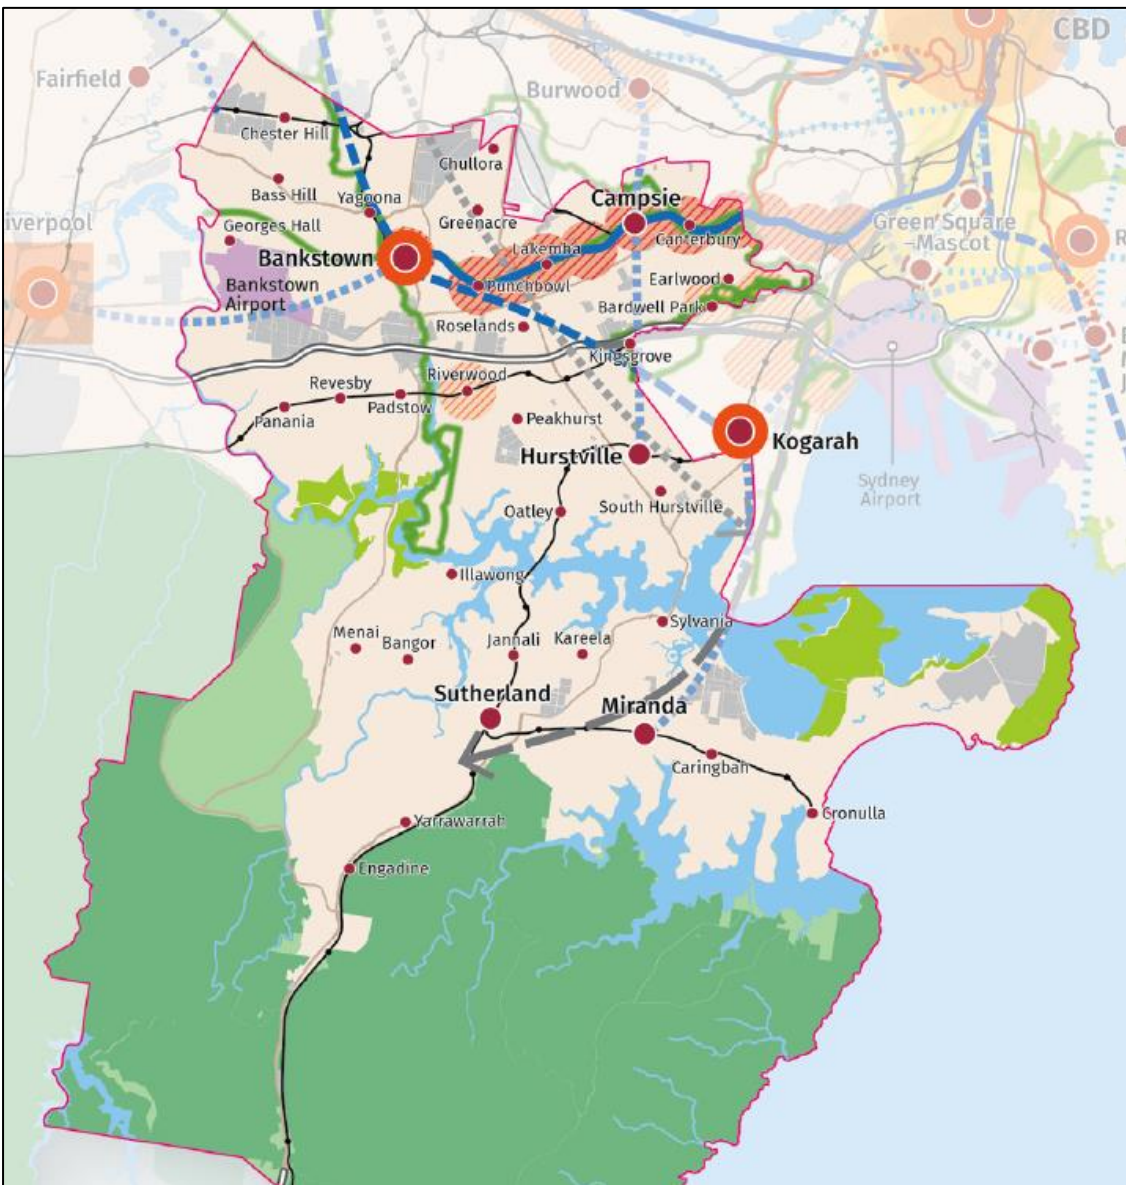 CBD
Fairfield
Burwood
Chester Hill
Chullora
Bass Hill
Yagoona
Campsie
Greenacre
Georges Hall
iverpool
Green Square
–Mascot
Canterbury
Lakemba
Bankstown
R
Earlwood
Bankstown
Airport
Punchbowl
Bardwell Park
Roselands
Kingsgrove
Riverwood
Revesby
Padstow
Panania
Peakhurst
Kogarah
Hurstville
Sydney
Airport
South Hurstville
Oatley
Illawong
Sylvania
Menai
Bangor
Jannali
Kareela
Sutherland
Miranda
Caringbah
Cronulla
Yarrawarrah
Engadine